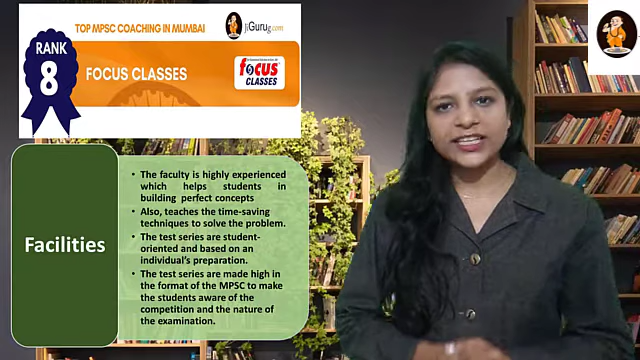 TOP MPSC COACHING IN MUMBAI
JiGurug.com
RANK
8
FOCUS CLASSES
focus
CLASSES
Facilities
• The faculty is highly experienced
which helps students in
building perfect concepts
• Also, teaches the time-saving
techniques to solve the problem.
• The test series are student-
oriented and based on an
individual's preparation.
• The test series are made high in
the format of the MPSC to make
the students aware of the
competition and the nature of
the examination.